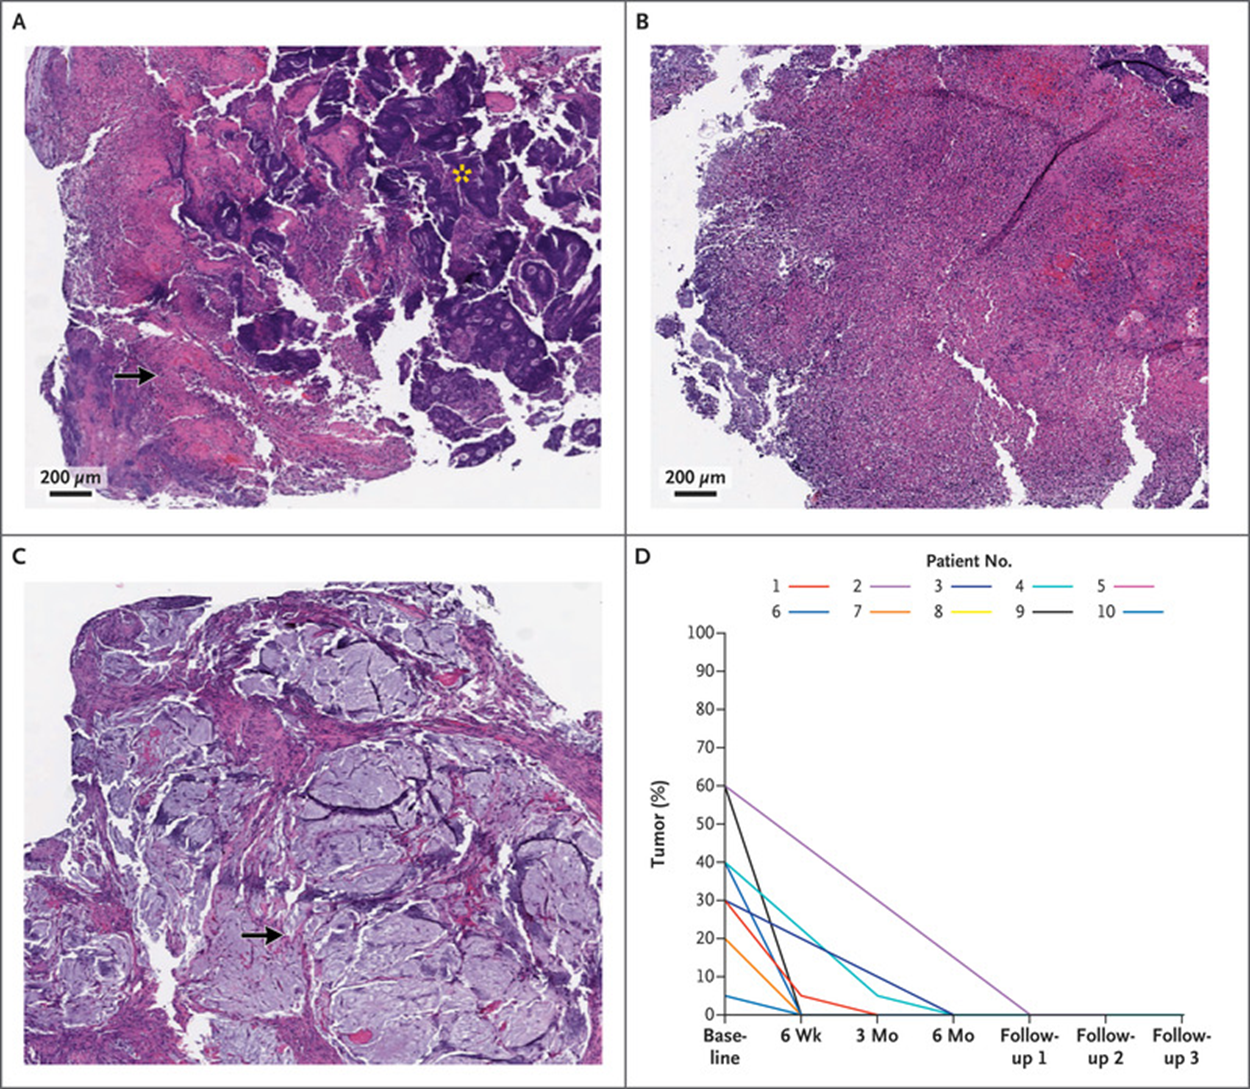 A
B
200 µm
200 µm
C
D
Patient No.
1 2 3 4 5
6 7 8 9 10
100
90
80
70
60
50
40
30
20
10
0
Tumor (%)
Base-
line
6 Wk
3 Mo
6 Mo
Follow-
up 1
Follow-
up 2
Follow-
up 3